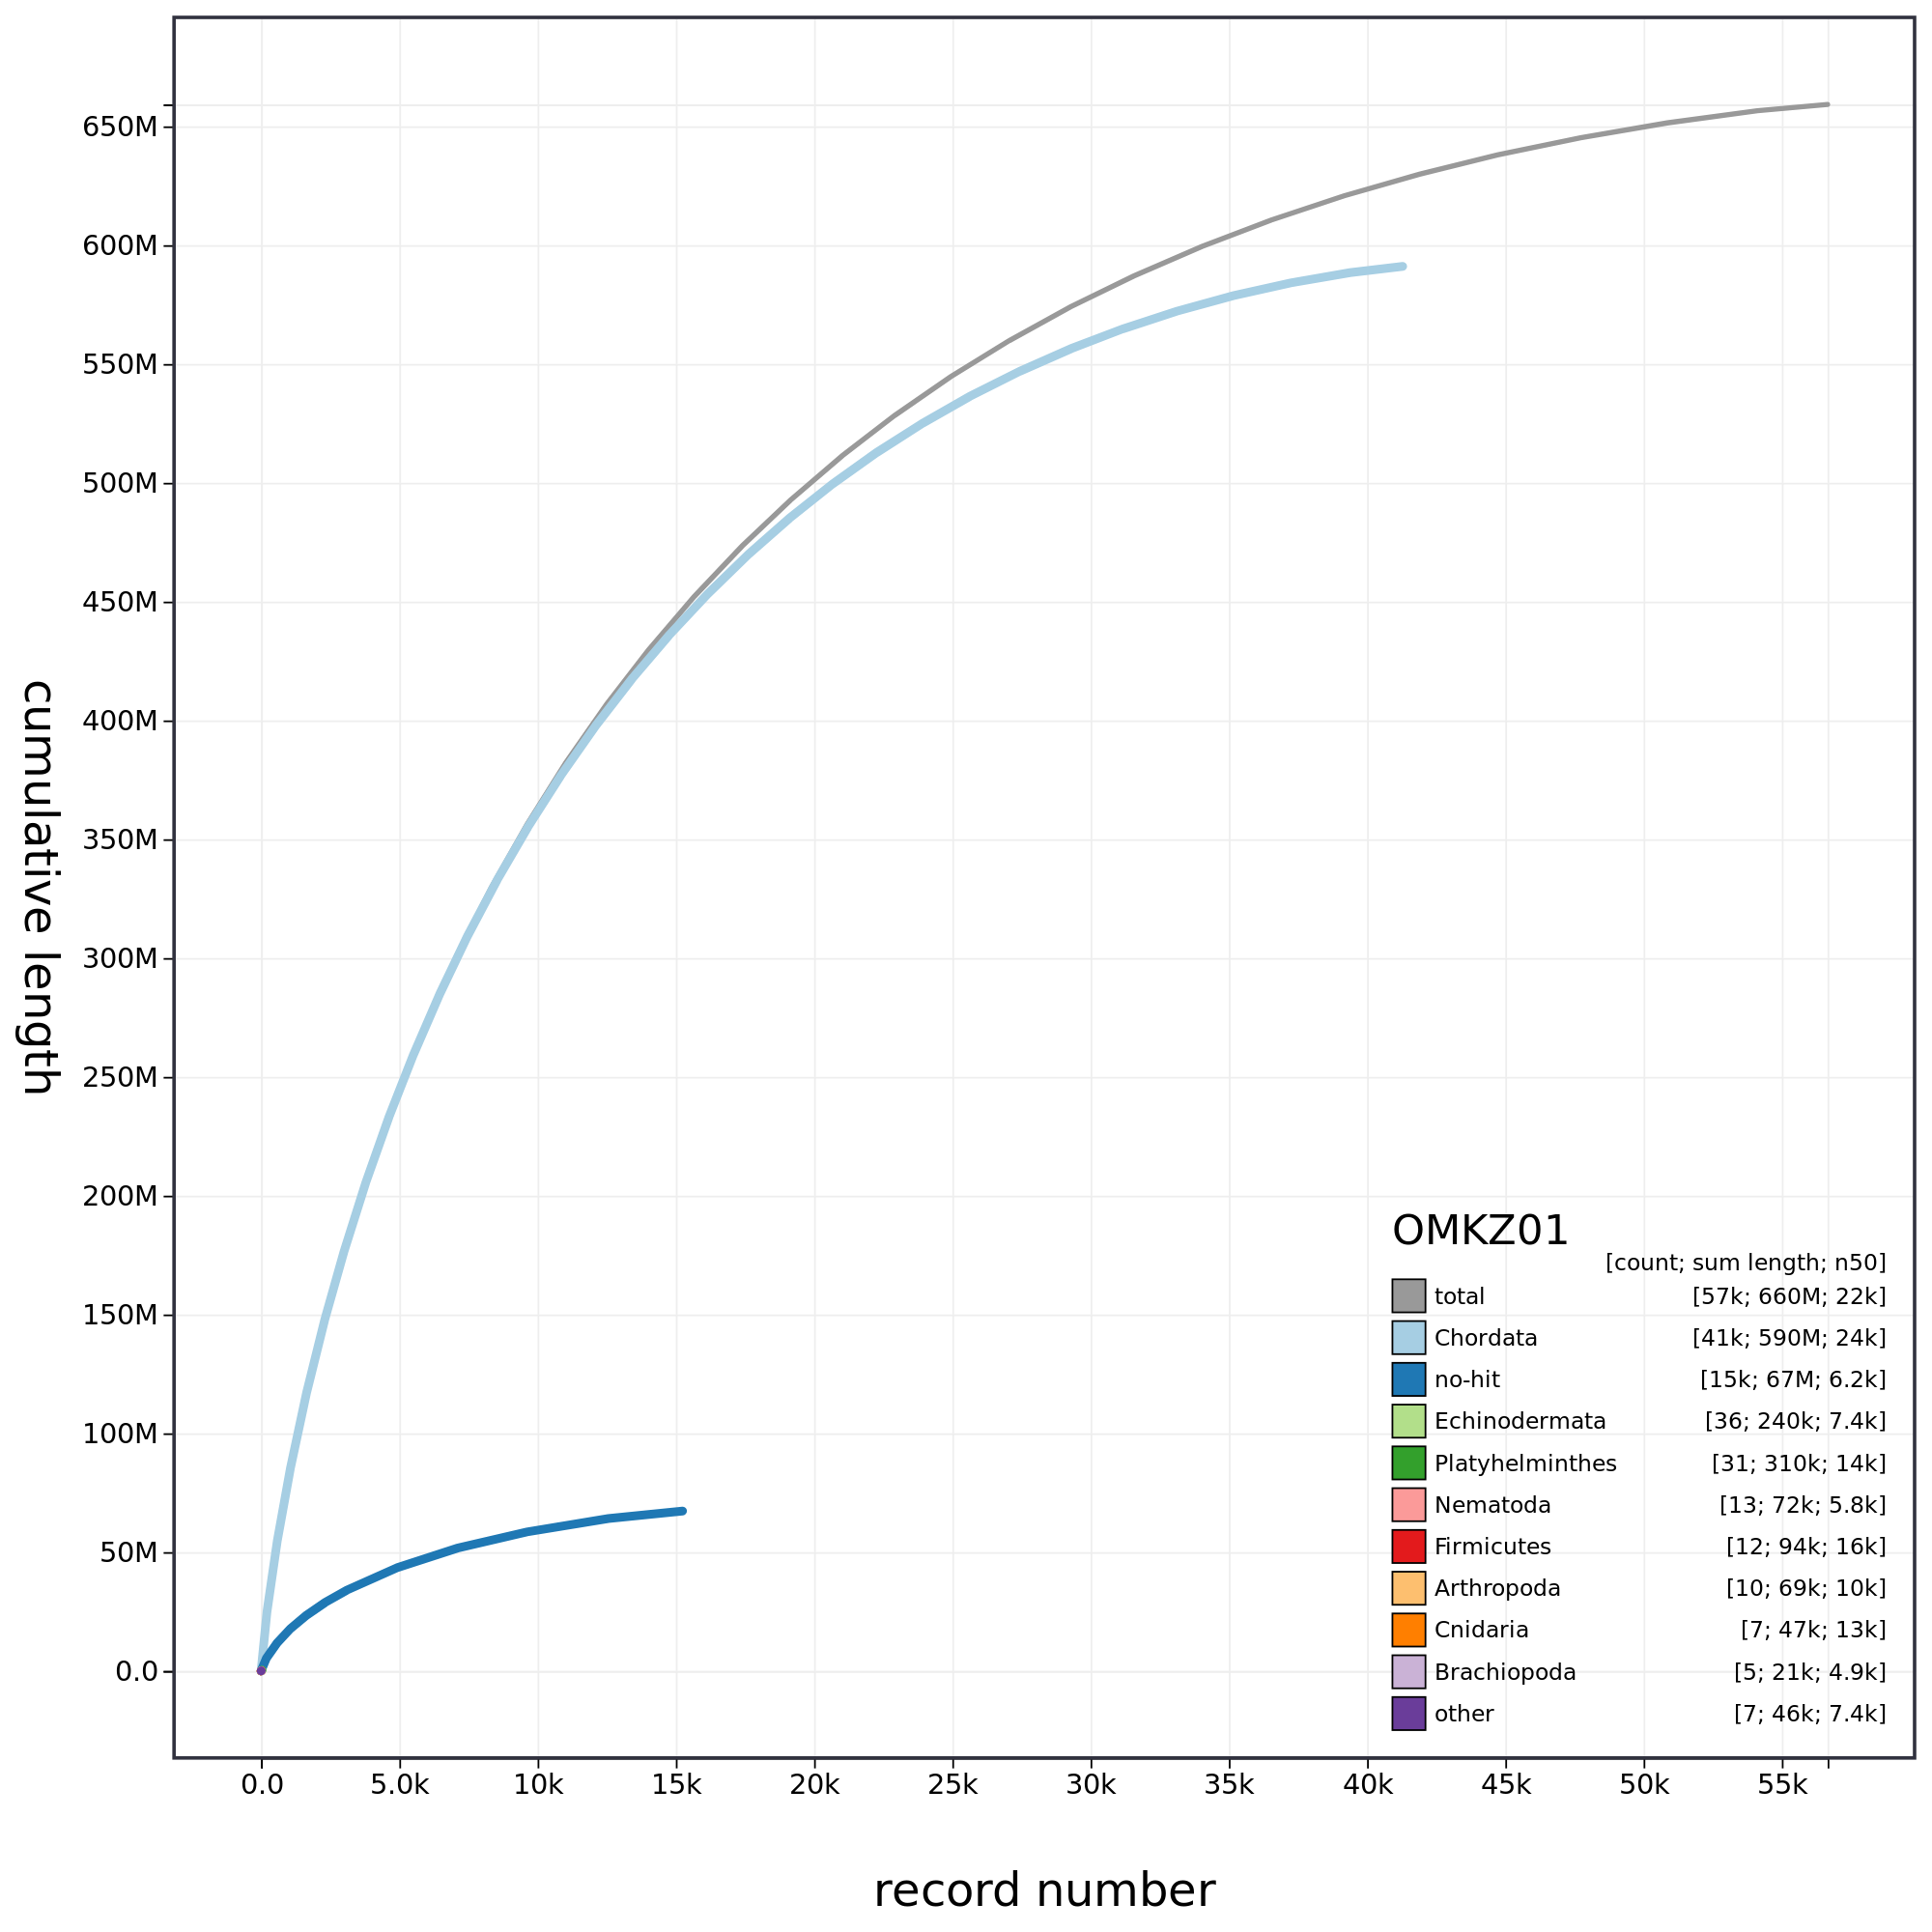 650M
600M
550M
500M
450M
400M
350M
300M
250M
200M
150M
100M
50M
0.0
cumulative length
OMKZ01
[count; sum length; n50]
total [57k; 660M; 22k]
Chordata [41k; 590M; 24k]
no-hit [15k; 67M; 6.2k]
Echinodermata [36; 240k; 7.4k]
Platyhelminthes [31; 310k; 14k]
Nematoda [13; 72k; 5.8k]
Firmicutes [12; 94k; 16k]
Arthropoda [10; 69k; 10k]
Cnidaria [7; 47k; 13k]
Brachiopoda [5; 21k; 4.9k]
other [7; 46k; 7.4k]
0.0 5.0k 10k 15k 20k 25k 30k 35k 40k 45k 50k 55k
record number